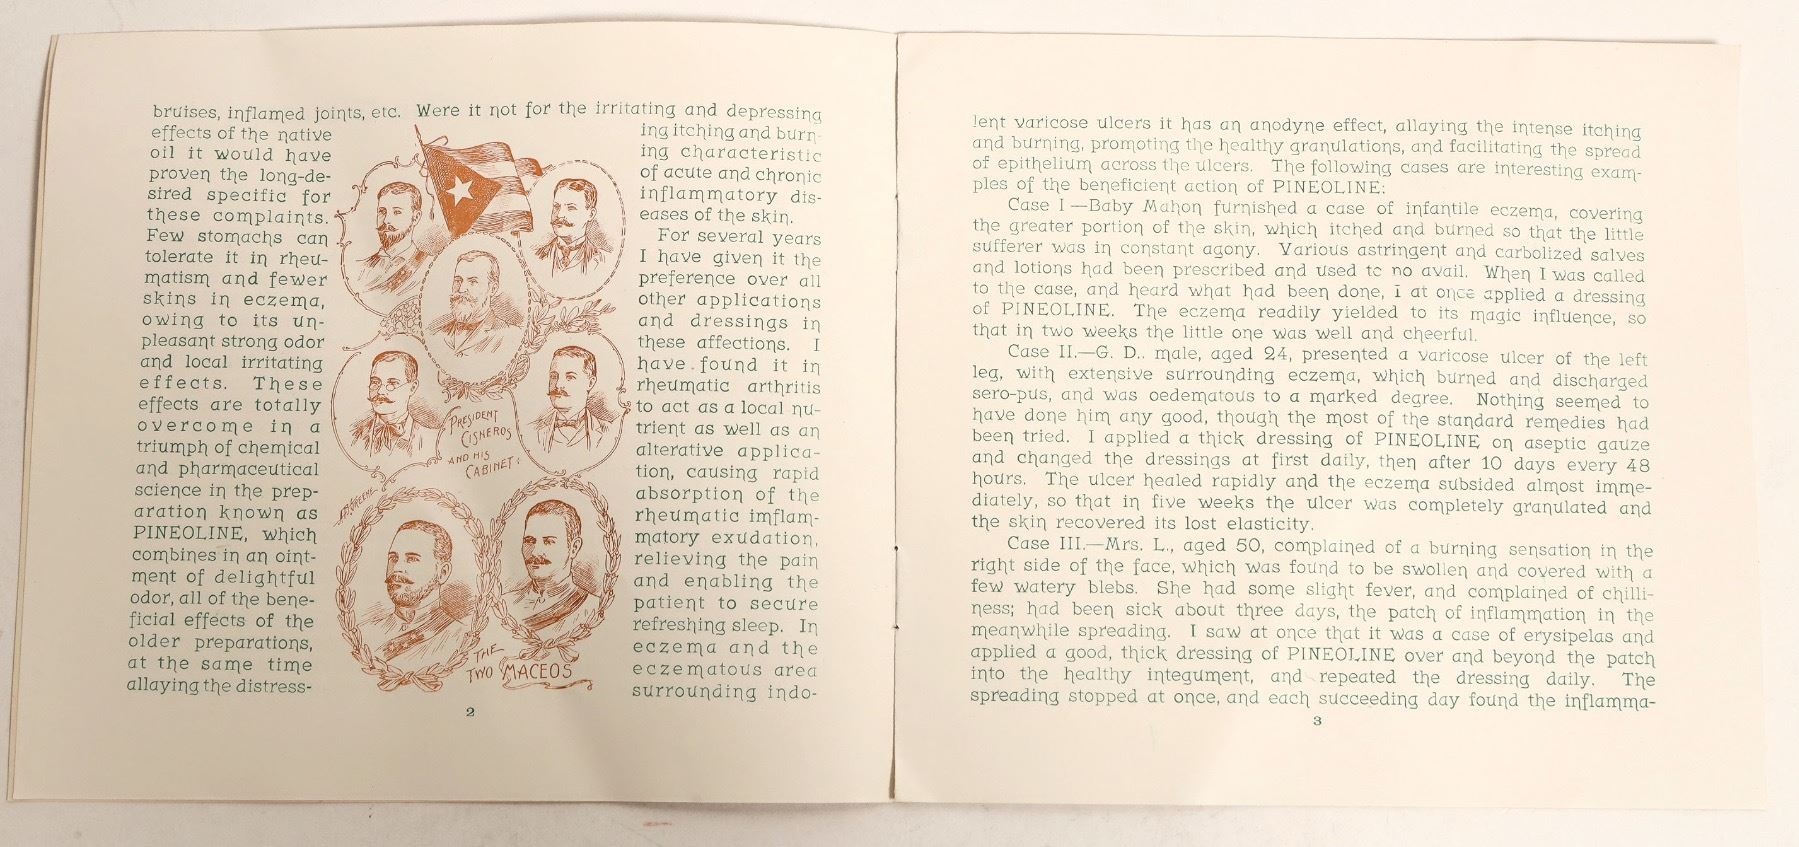 bruises, inflamed joints, etc. Were it not for the irritating and depressing
effects of the native
oil it would have
proven the long-de-
sired specific for
these complaints.
Few stomachs can
tolerate it in rheu-
matism and fewer
skins in eczema,
owing to its un-
pleasant strong odor
and local irritating
effects. These
effects are totally
overcome in a
triumph of chemical
and pharmaceutical
science in the prep-
aration known as
PINEOLINE, which
combines in an oint-
ment of delightful
odor, all of the bene-
ficial effects of the
older preparations,
at the same time
allaying the distress-
PRESIDENT
CISNEROS
AND HIS
CABINET:
THE
TWO MACEOS
ing itching and burn-
ing characteristic
of acute and chronic
inflammatory dis-
eases of the skin.
For several years
I have given it the
preference over all
other applications
and dressings in
these affections. I
have found it in
rheumatic arthritis
to act as a local nu-
trient as well as an
alterative applica-
tion, causing rapid
absorption of the
rheumatic imflam-
matory exudation,
relieving the pain
and enabling the
patient to secure
refreshing sleep. In
eczema and the
eczematous area
surrounding indo-
2
lent varicose ulcers it has an anodyne effect, allaying the intense itching
and burning, promoting the healthy granulations, and facilitating the spread
of epithelium across the ulcers. The following cases are interesting exam-
ples of the beneficient action of PINEOLINE:
Case I—Baby Mahon furnished a case of infantile eczema, covering
the greater portion of the skin, which itched and burned so that the little
sufferer was in constant agony. Various astringent and carbolized salves
and lotions had been prescribed and used to no avail. When I was called
to the case, and heard what had been done, I at once applied a dressing
of PINEOLINE. The eczema readily yielded to its magic influence, so
that in two weeks the little one was well and cheerful.
Case II.—G. D., male, aged 24, presented a varicose ulcer of the left
leg, with extensive surrounding eczema, which burned and discharged
sero-pus, and was oedematous to a marked degree. Nothing seemed to
have done him any good, though the most of the standard remedies had
been tried. I applied a thick dressing of PINEOLINE on aseptic gauze
and changed the dressings at first daily, then after 10 days every 48
hours. The ulcer healed rapidly and the eczema subsided almost imme-
diately, so that in five weeks the ulcer was completely granulated and
the skin recovered its lost elasticity.
Case III.—Mrs. L., aged 50, complained of a burning sensation in the
right side of the face, which was found to be swollen and covered with a
few watery blebs. She had some slight fever, and complained of chilli-
ness; had been sick about three days, the patch of inflammation in the
meanwhile spreading. I saw at once that it was a case of erysipelas and
applied a good, thick dressing of PINEOLINE over and beyond the patch
into the healthy integument, and repeated the dressing daily. The
spreading stopped at once, and each succeeding day found the inflamma-
3